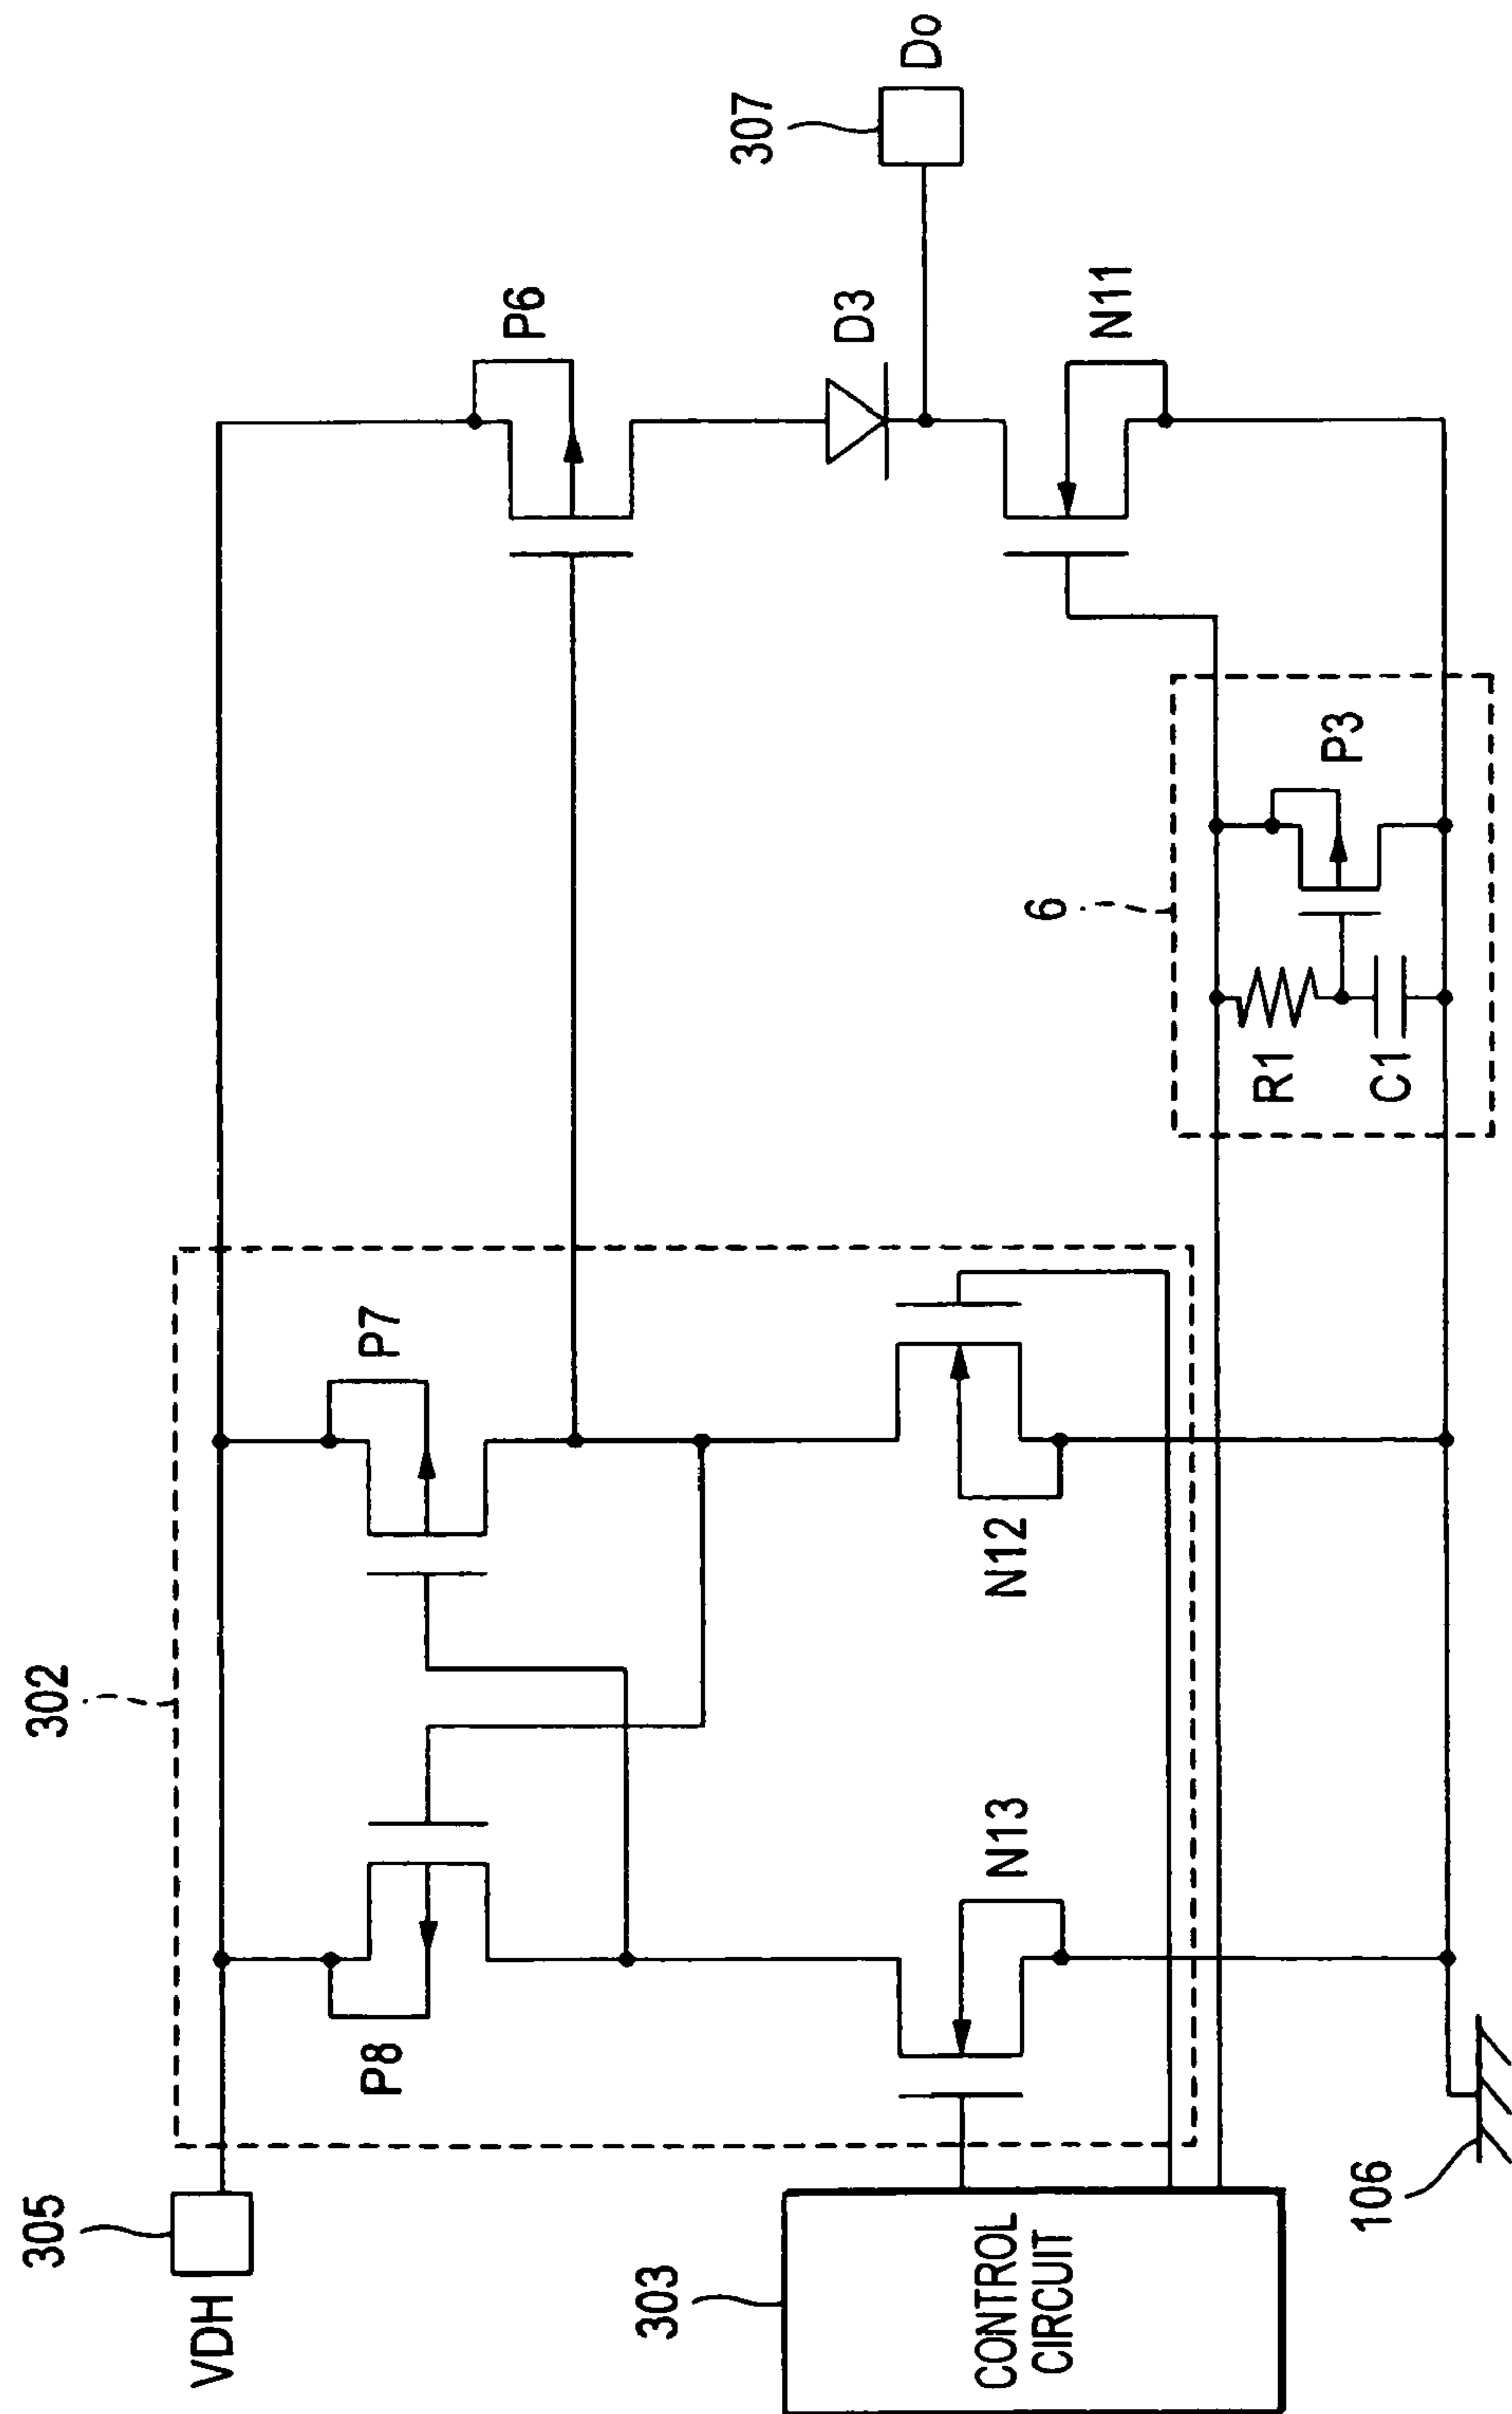 305
VDH
302
P8
P7
P6
307
Do
D3
N11
303
CONTROL
CIRCUIT
N13
N12
6
R1
C1
P3
106